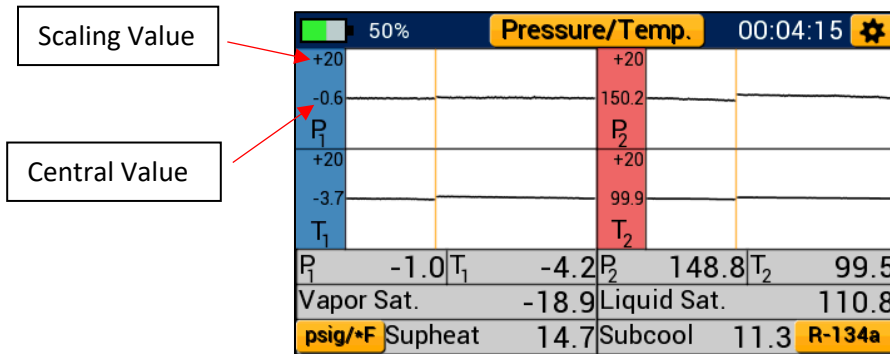 Scaling Value
Central Value
50% Pressure/Temp. 00:04:15
+20 +20
-0.6 150.2
P1 P2
+20 +20
-3.7 99.9
T1 T2
P1 -1.0 T1 -4.2 P2 148.8 T2 99.5
Vapor Sat. -18.9 Liquid Sat. 110.8
psig/*F Supheat 14.7 Subcool 11.3 R-134a